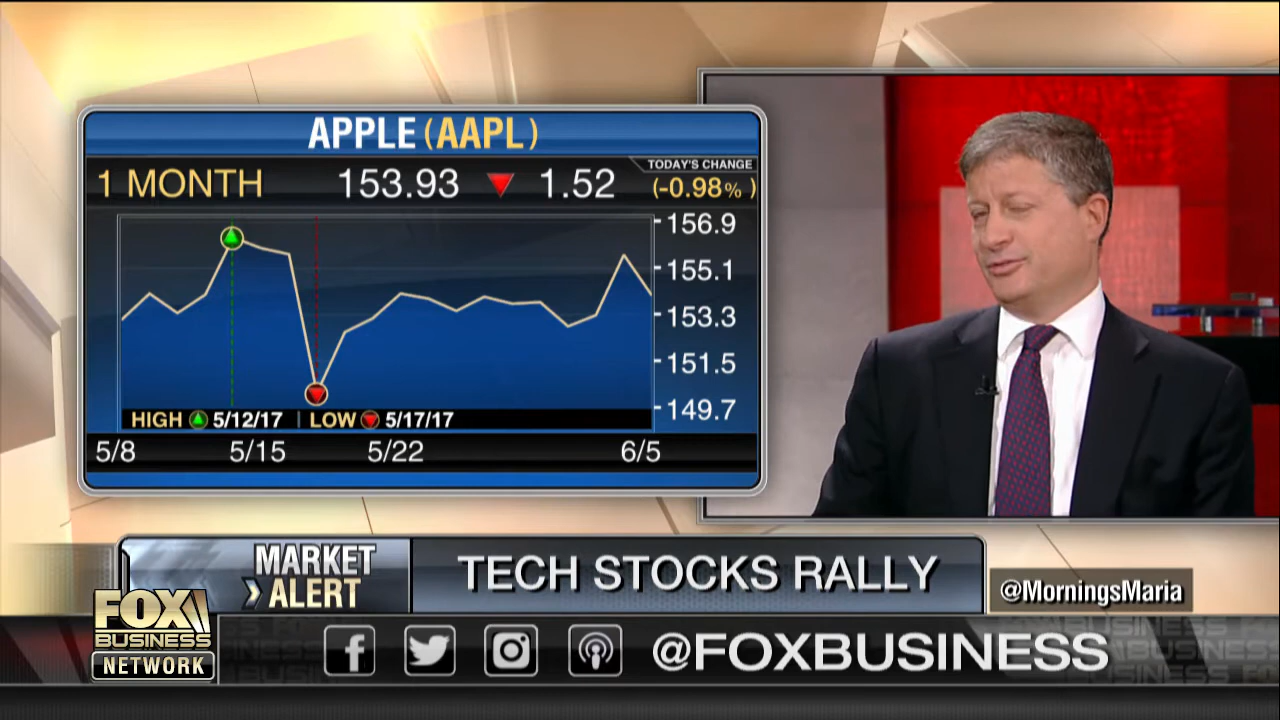 APPLE (AAPL)
TODAY'S CHANGE
1 MONTH 153.93 1.52 (-0.98%)
156.9
155.1
153.3
151.5
149.7
HIGH 5/12/17 | LOW 5/17/17
5/8 5/15 5/22 6/5
MARKET
ALERT
TECH STOCKS RALLY
@MorningsMaria
FOX
BUSINESS
NETWORK
@FOXBUSINESS